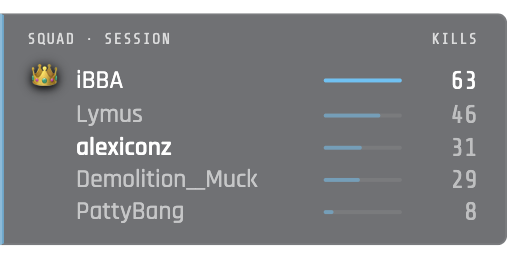 SQUAD · SESSION KILLS
iBBA 63
Lymus 46
alexiconz 31
Demolition__Muck 29
PattyBang 8